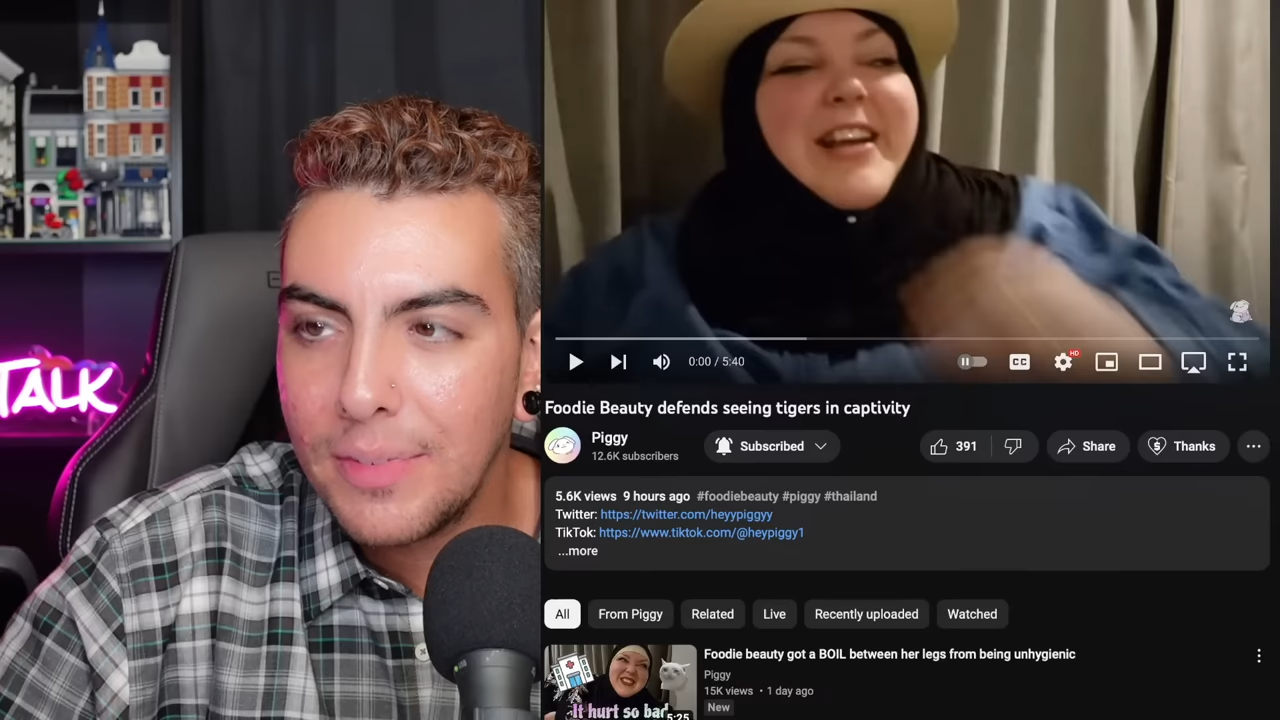 TALK
0:00 / 5:40
CC
HD
Foodie Beauty defends seeing tigers in captivity
Piggy
12.6K subscribers
Subscribed
391
Share
Thanks
5.6K views 9 hours ago #foodiebeauty #piggy #thailand
Twitter: https://twitter.com/heyypiggyy
TikTok: https://www.tiktok.com/@heypiggy1
...more
All
From Piggy
Related
Live
Recently uploaded
Watched
Foodie beauty got a BOIL between her legs from being unhygienic
Piggy
15K views • 1 day ago
New
It hurt so bad
5:25